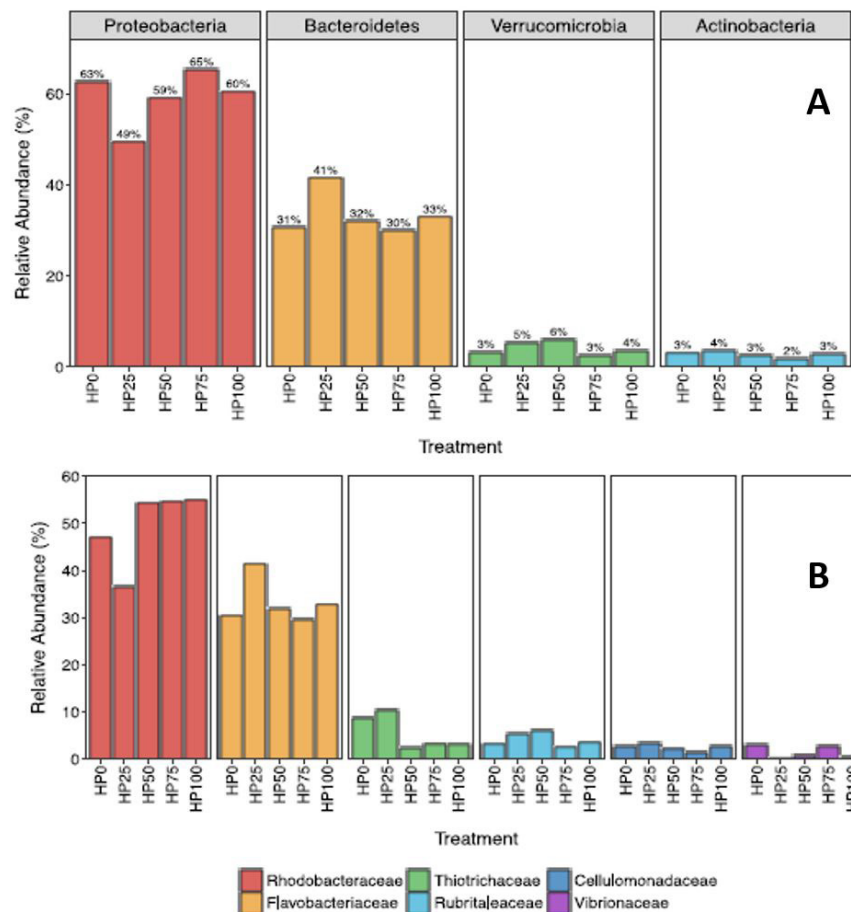 Proteobacteria Bacteroidetes Verrucomicrobia Actinobacteria
A
Relative Abundance (%)
60
40
20
0
63% 49% 59% 65% 60%
31% 41% 32% 30% 33%
3% 5% 6% 3% 4%
3% 4% 3% 2% 3%
HP0 HP25 HP50 HP75 HP100 HP0 HP25 HP50 HP75 HP100 HP0 HP25 HP50 HP75 HP100 HP0 HP25 HP50 HP75 HP100
Treatment
B
Relative Abundance (%)
60
50
40
30
20
10
0
HP0 HP25 HP50 HP75 HP100 HP0 HP25 HP50 HP75 HP100 HP0 HP25 HP50 HP75 HP100 HP0 HP25 HP50 HP75 HP100 HP0 HP25 HP50 HP75 HP100 HP0 HP25 HP50 HP75 HP100
Treatment
Rhodobacteraceae Thiotrichaceae Cellulomonadaceae
Flavobacteriaceae Rubritaleaceae Vibrionaceae